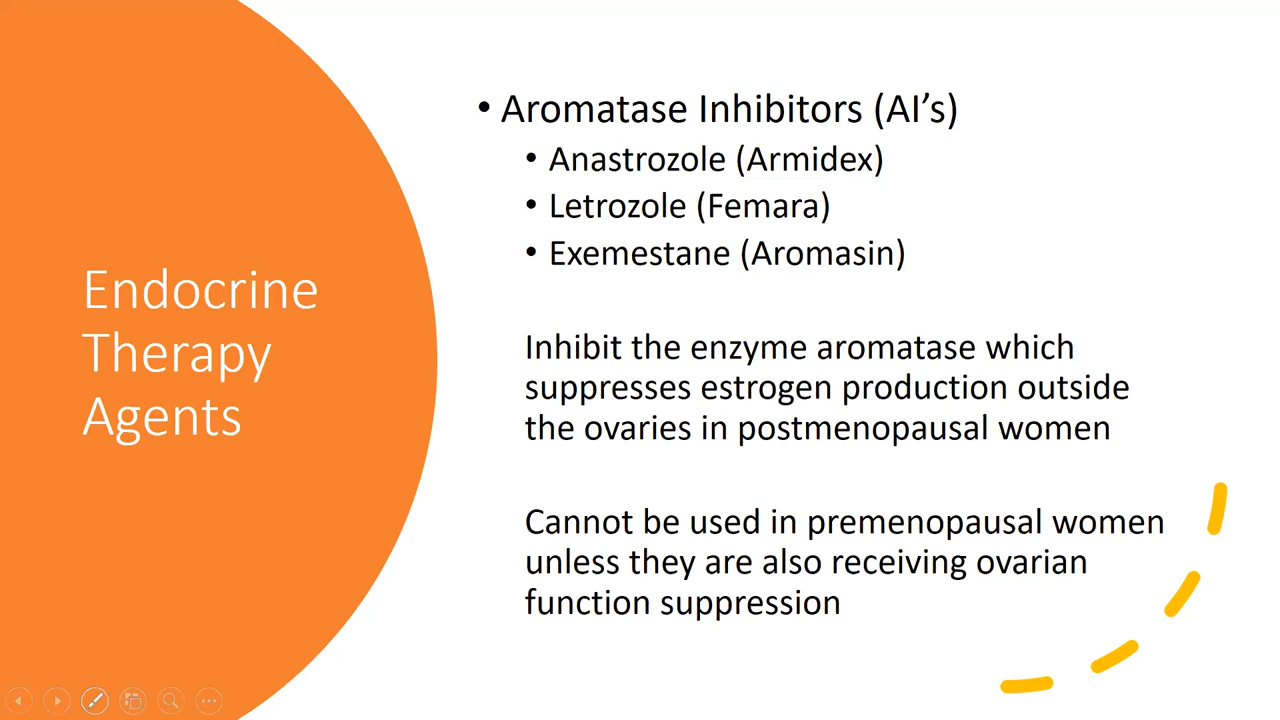 Endocrine
Therapy
Agents
• Aromatase Inhibitors (AI’s)
• Anastrozole (Armidex)
• Letrozole (Femara)
• Exemestane (Aromasin)
Inhibit the enzyme aromatase which
suppresses estrogen production outside
the ovaries in postmenopausal women
Cannot be used in premenopausal women
unless they are also receiving ovarian
function suppression